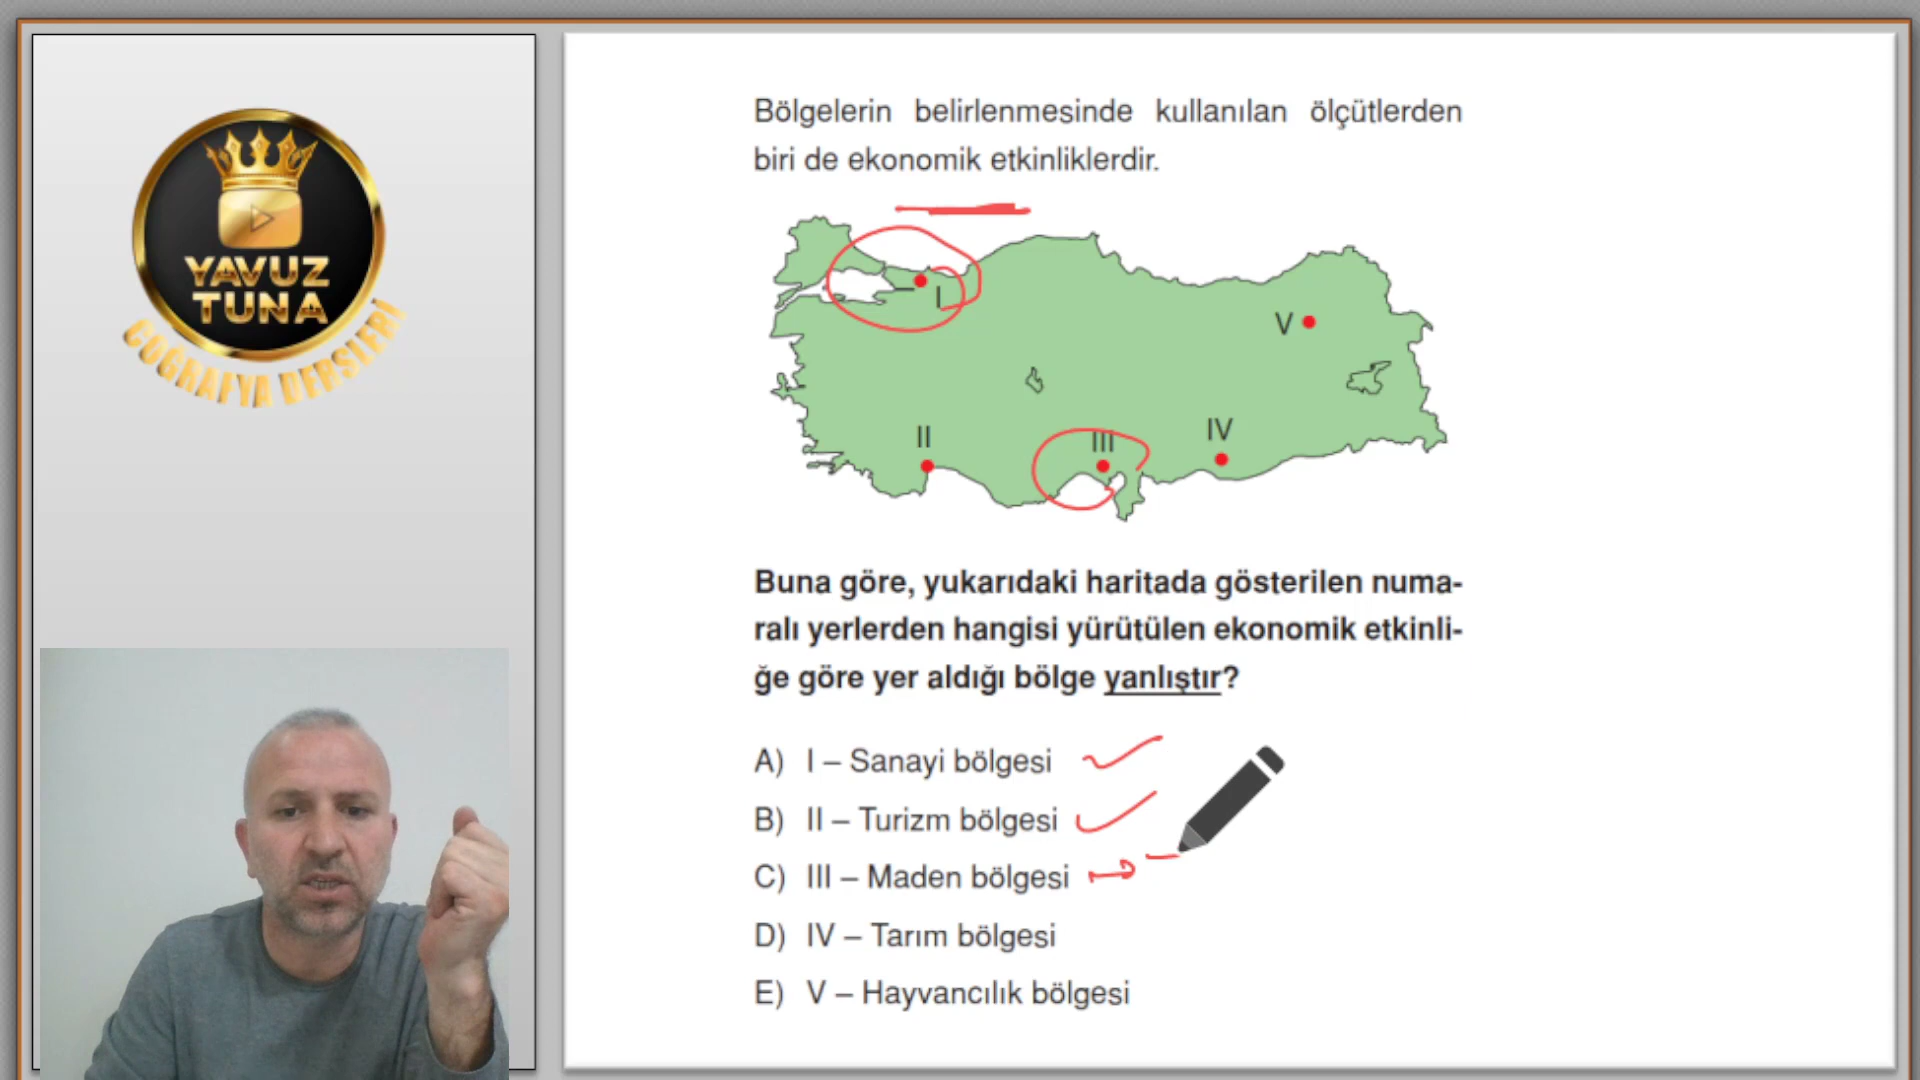 YAVUZ
TUNA
COĞRAFYA DERSLERİ
Bölgelerin belirlenmesinde kullanılan ölçütlerden
biri de ekonomik etkinliklerdir.
I
V
II
III
IV
Buna göre, yukarıdaki haritada gösterilen numa-
ralı yerlerden hangisi yürütülen ekonomik etkinli-
ğe göre yer aldığı bölge yanlıştır?
A) I – Sanayi bölgesi
B) II – Turizm bölgesi
C) III – Maden bölgesi
D) IV – Tarım bölgesi
E) V – Hayvancılık bölgesi